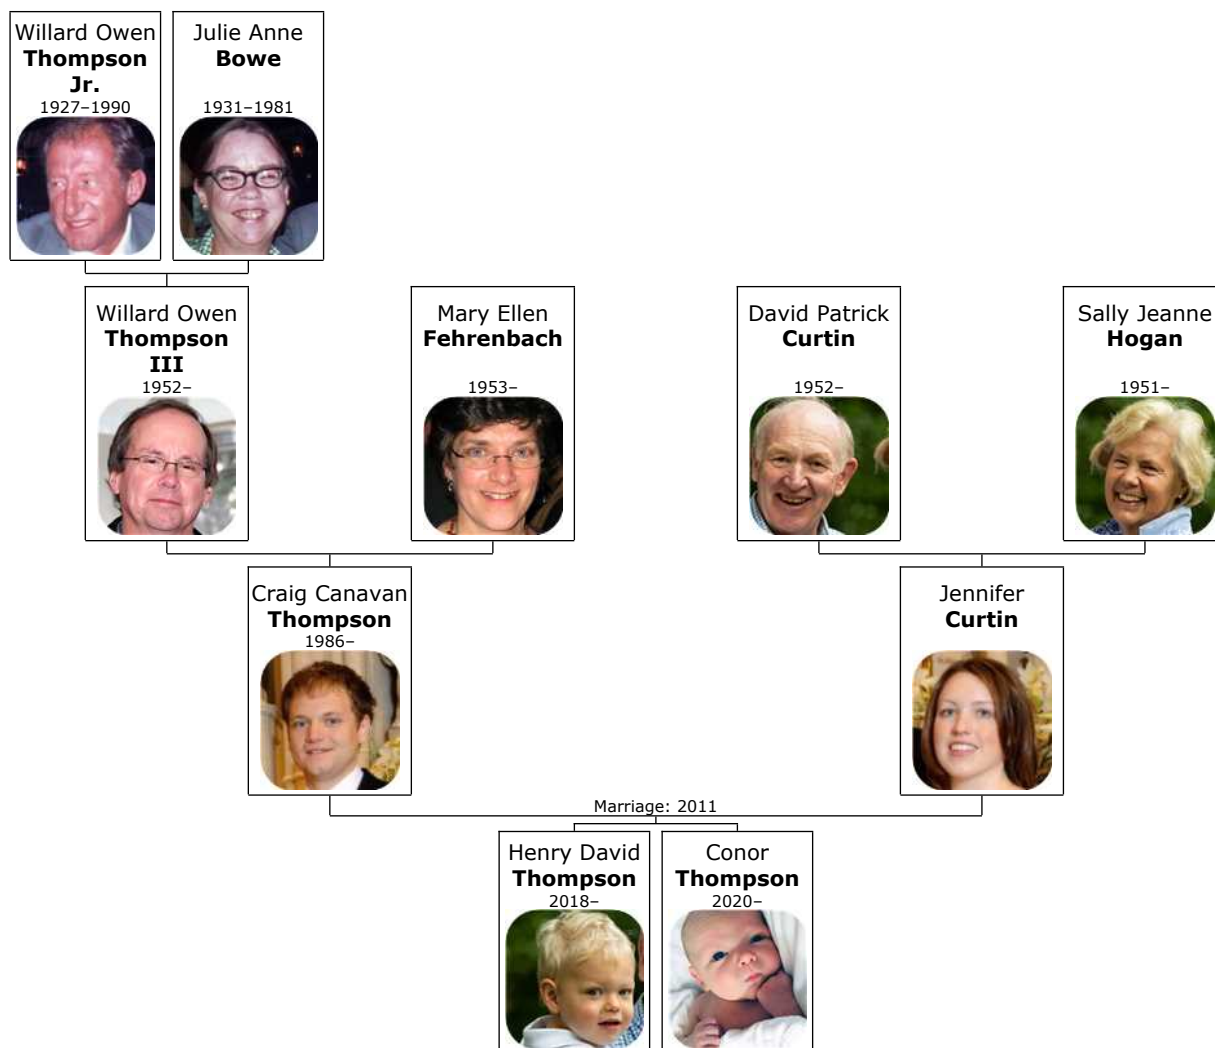 Willard Owen
Thompson
Jr.
1927–1990
Julie Anne
Bowe
1931–1981
Willard Owen
Thompson
III
1952–
Mary Ellen
Fehrenbach
1953–
David Patrick
Curtin
1952–
Sally Jeanne
Hogan
1951–
Craig Canavan
Thompson
1986–
Jennifer
Curtin
Marriage: 2011
Henry David
Thompson
2018–
Conor
Thompson
2020–